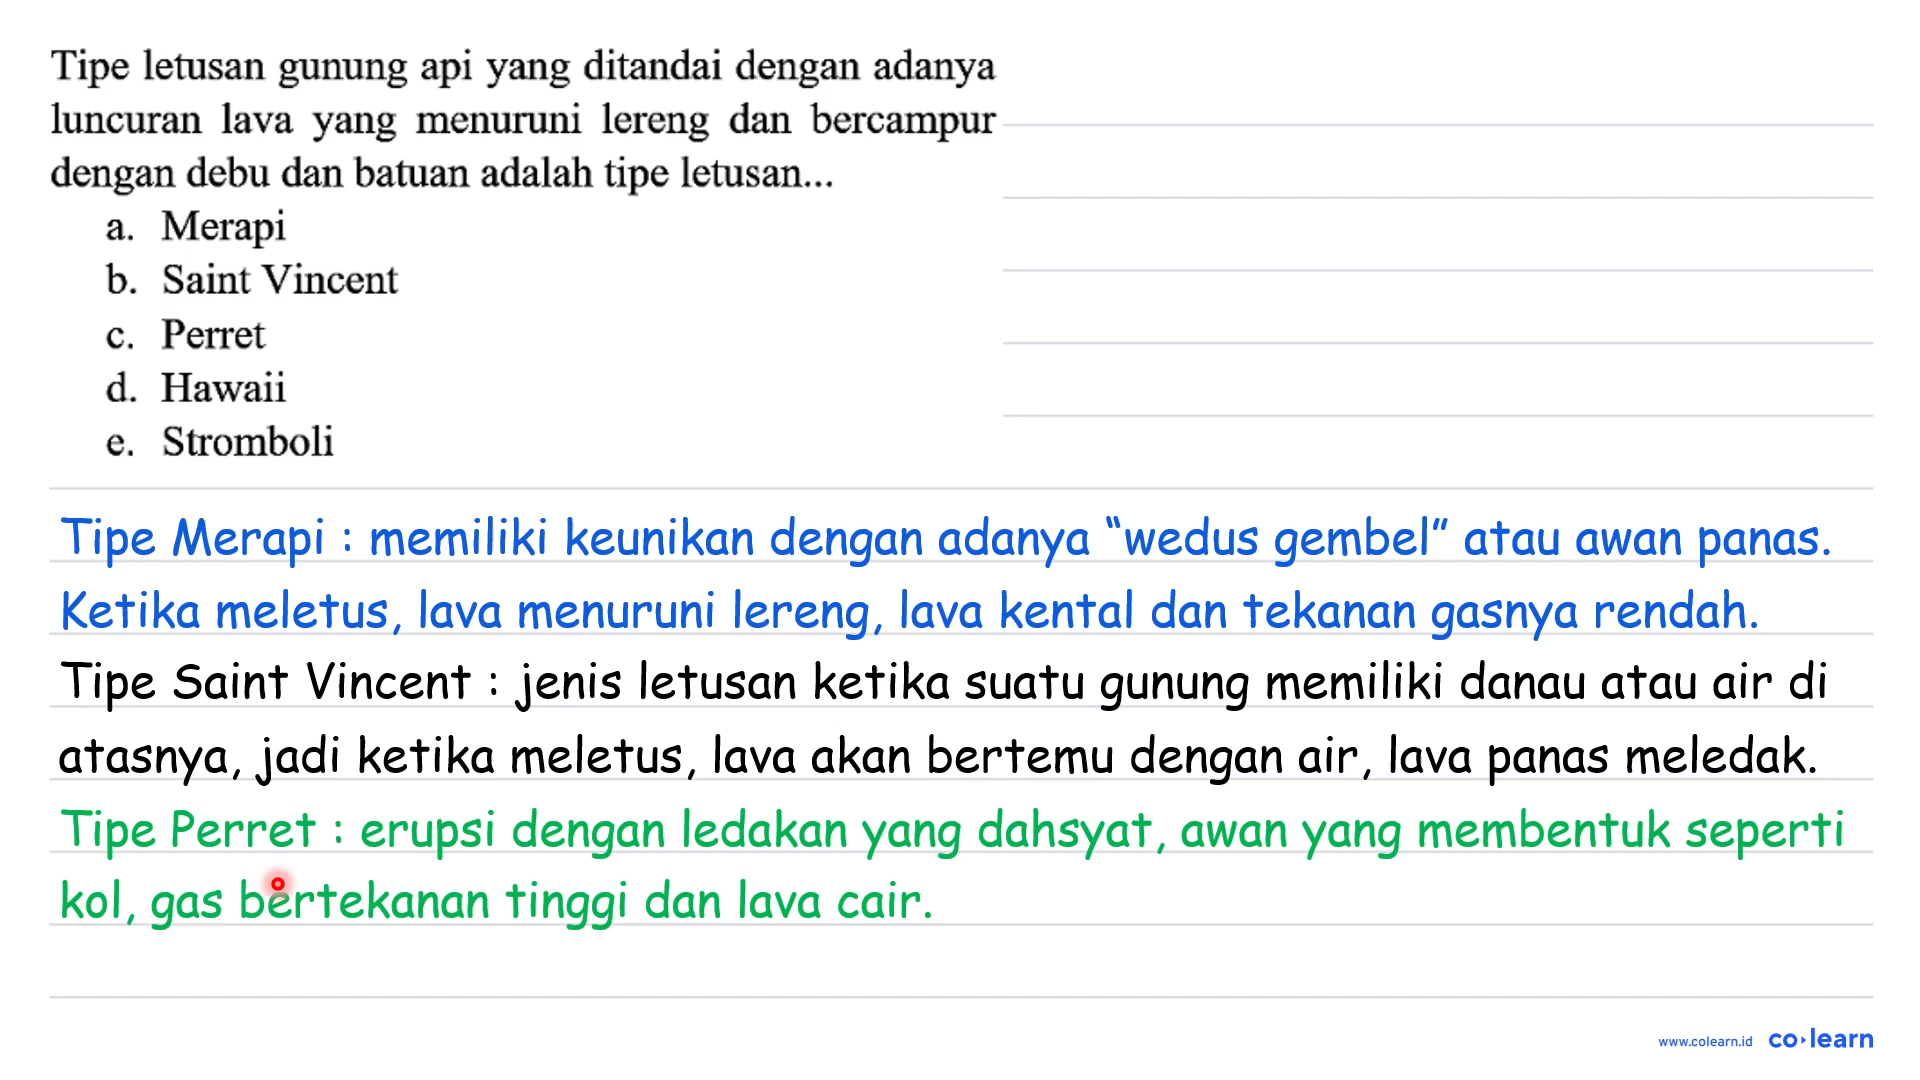 Tipe letusan gunung api yang ditandai dengan adanya
luncuran lava yang menuruni lereng dan bercampur
dengan debu dan batuan adalah tipe letusan...
a. Merapi
b. Saint Vincent
c. Perret
d. Hawaii
e. Stromboli
Tipe Merapi : memiliki keunikan dengan adanya “wedus gembel” atau awan panas.
Ketika meletus, lava menuruni lereng, lava kental dan tekanan gasnya rendah.
Tipe Saint Vincent : jenis letusan ketika suatu gunung memiliki danau atau air di
atasnya, jadi ketika meletus, lava akan bertemu dengan air, lava panas meledak.
Tipe Perret : erupsi dengan ledakan yang dahsyat, awan yang membentuk seperti
kol, gas bertekanan tinggi dan lava cair.
www.colearn.id co learn